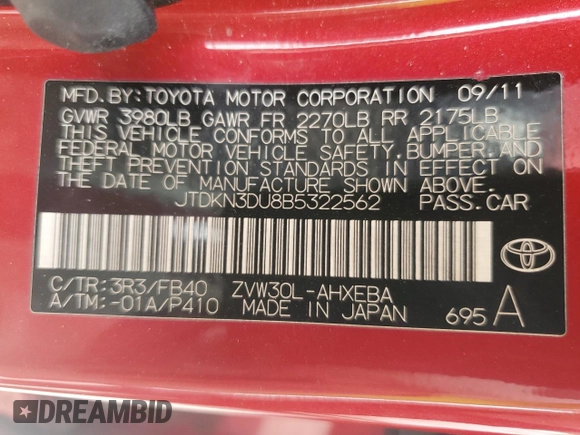 MFD.BY:TOYOTA MOTOR CORPORATION 09/11
GVWR 3980LB GAWR FR 2270LB RR 2175LB
THIS VEHICLE CONFORMS TO ALL APPLICABLE
FEDERAL MOTOR VEHICLE SAFETY, BUMPER, AND
THEFT PREVENTION STANDARDS IN EFFECT ON
THE DATE OF MANUFACTURE SHOWN ABOVE.
JTDKN3DU8B5322562 PASS.CAR
C/TR:3R3/FB40 ZVW30L-AHXEBA
A/TM:-01A/P410 MADE IN JAPAN 695 A
TOYOTA
DREAMBID